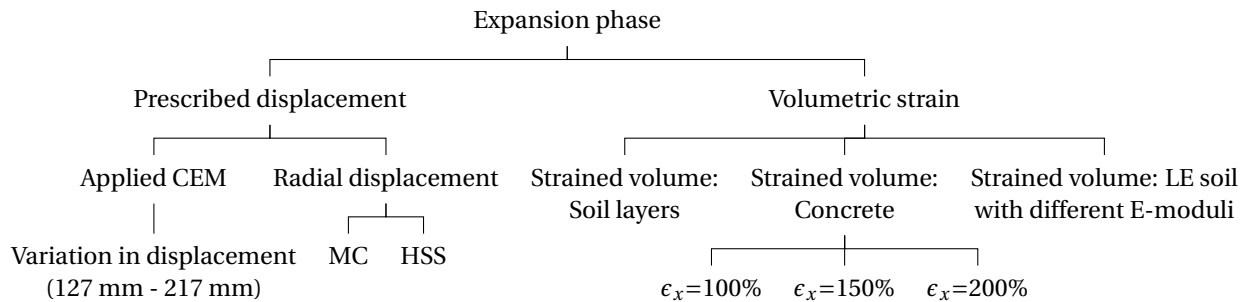 Expansion phase
Prescribed displacement
Volumetric strain
Applied CEM
Radial displacement
Strained volume:
Soil layers
Strained volume:
Concrete
Strained volume: LE soil
with different E-moduli
Variation in displacement
(127 mm - 217 mm)
MC
HSS
ϵx=100%
ϵx=150%
ϵx=200%